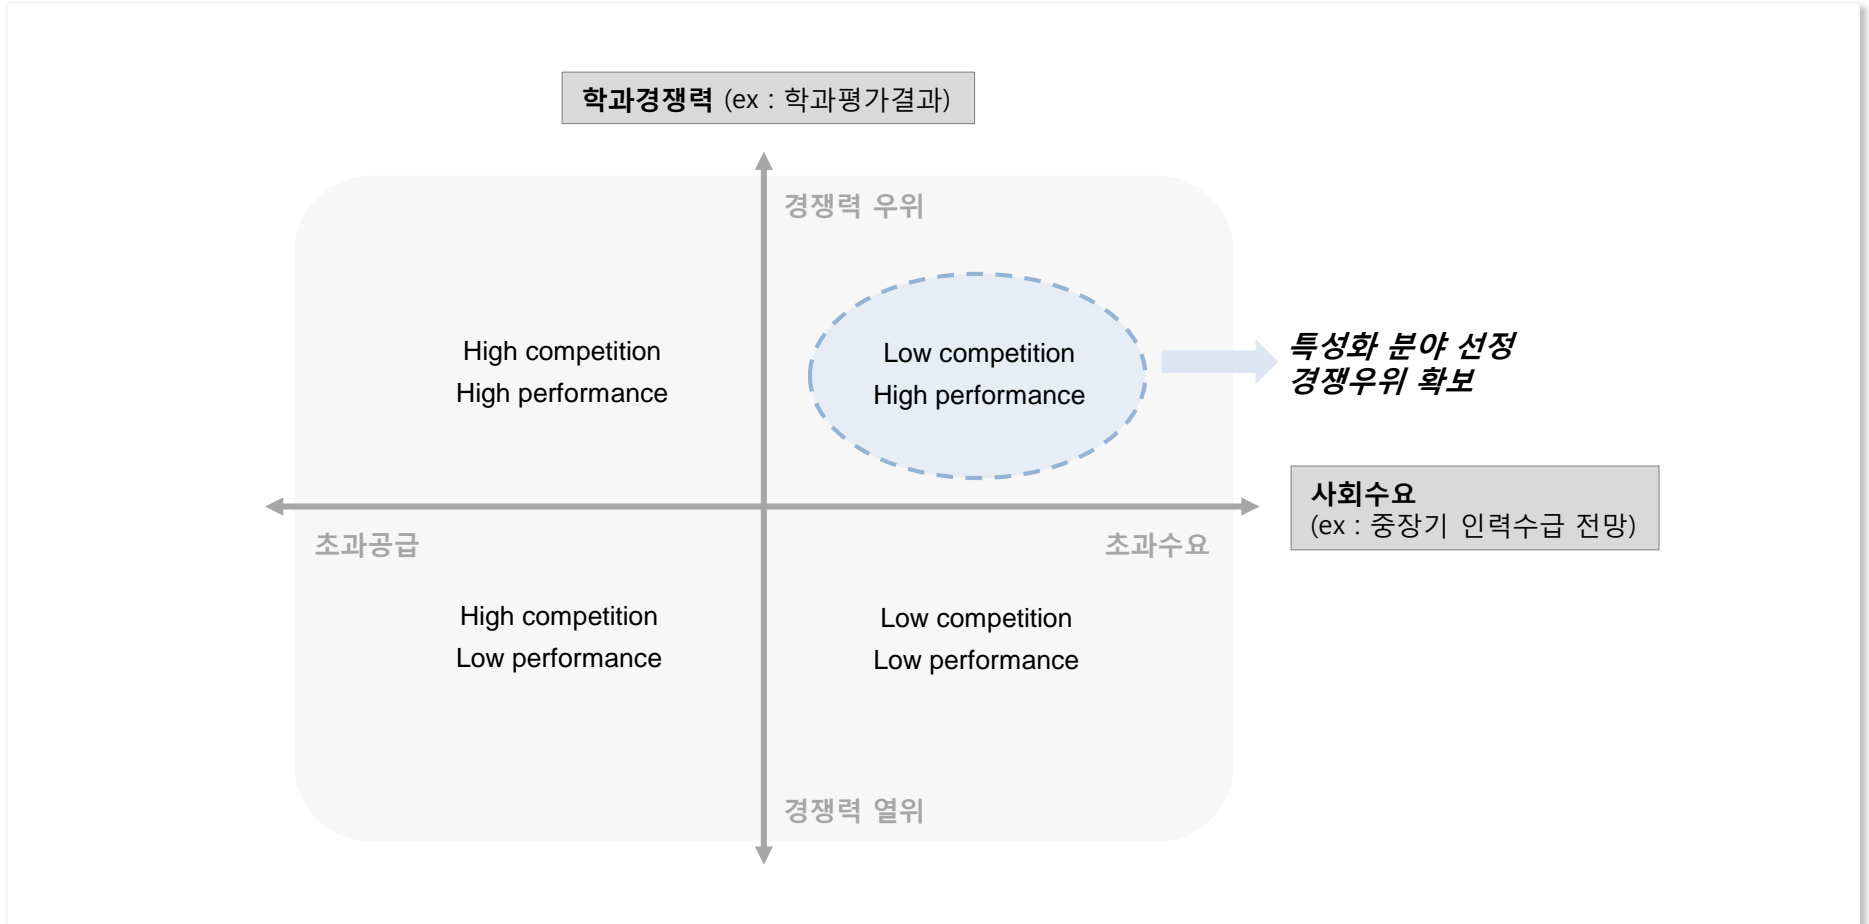 학과경쟁력 (ex : 학과평가결과)
경쟁력 우위
High competition
High performance
Low competition
High performance
특성화 분야 선정
경쟁우위 확보
사회수요
(ex : 중장기 인력수급 전망)
초과공급
초과수요
High competition
Low performance
Low competition
Low performance
경쟁력 열위